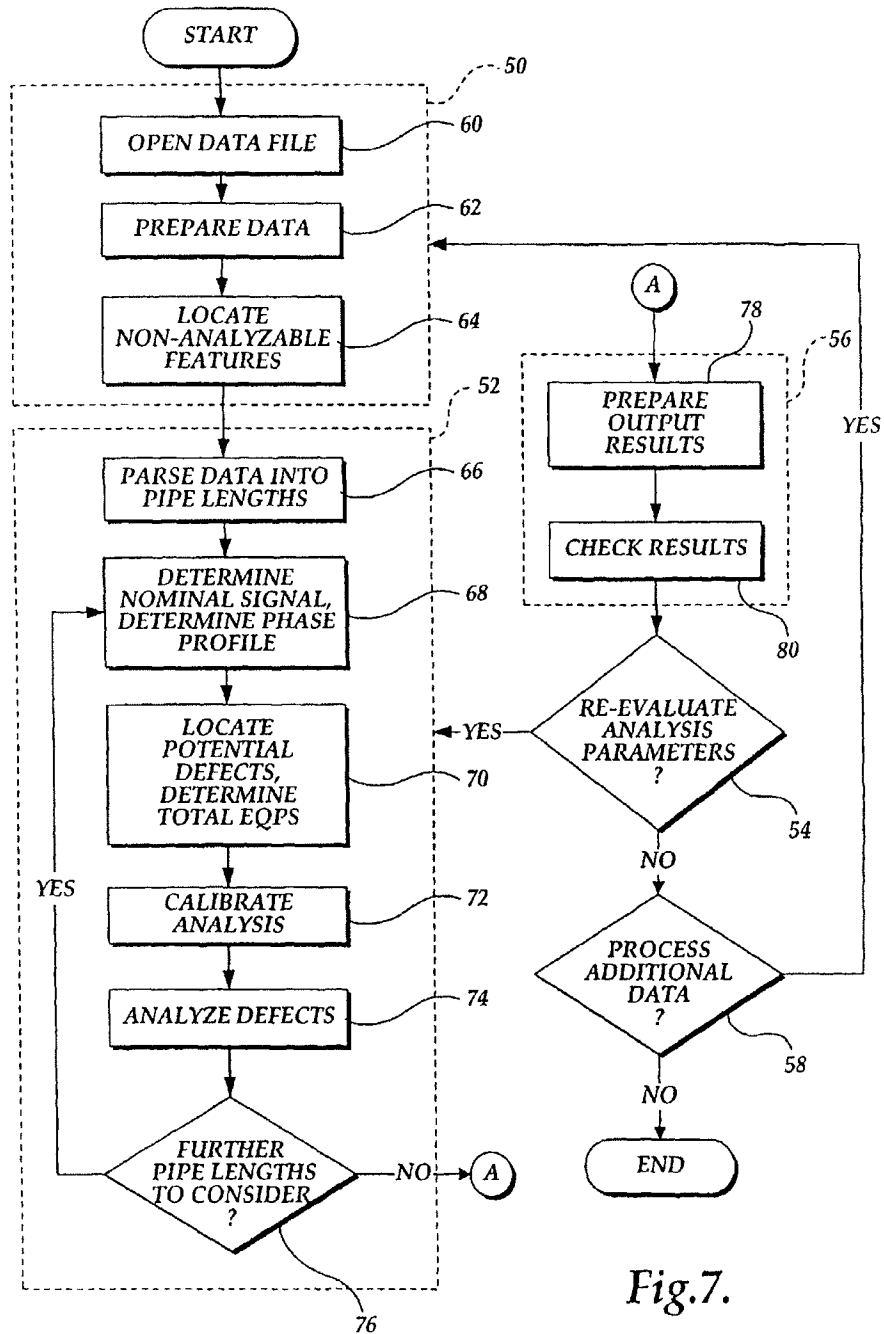 START
50
OPEN DATA FILE
60
PREPARE DATA
62
LOCATE
NON-ANALYZABLE
FEATURES
64
52
PARSE DATA INTO
PIPE LENGTHS
66
DETERMINE
NOMINAL SIGNAL,
DETERMINE PHASE
PROFILE
68
LOCATE
POTENTIAL
DEFECTS,
DETERMINE
TOTAL EQPS
70
YES
CALIBRATE
ANALYSIS
72
ANALYZE DEFECTS
74
FURTHER
PIPE LENGTHS
TO CONSIDER
?
NO
A
76
A
78
56
PREPARE
OUTPUT
RESULTS
YES
CHECK RESULTS
80
RE-EVALUATE
ANALYSIS
PARAMETERS
?
YES
54
NO
PROCESS
ADDITIONAL
DATA
?
58
NO
END
Fig.7.